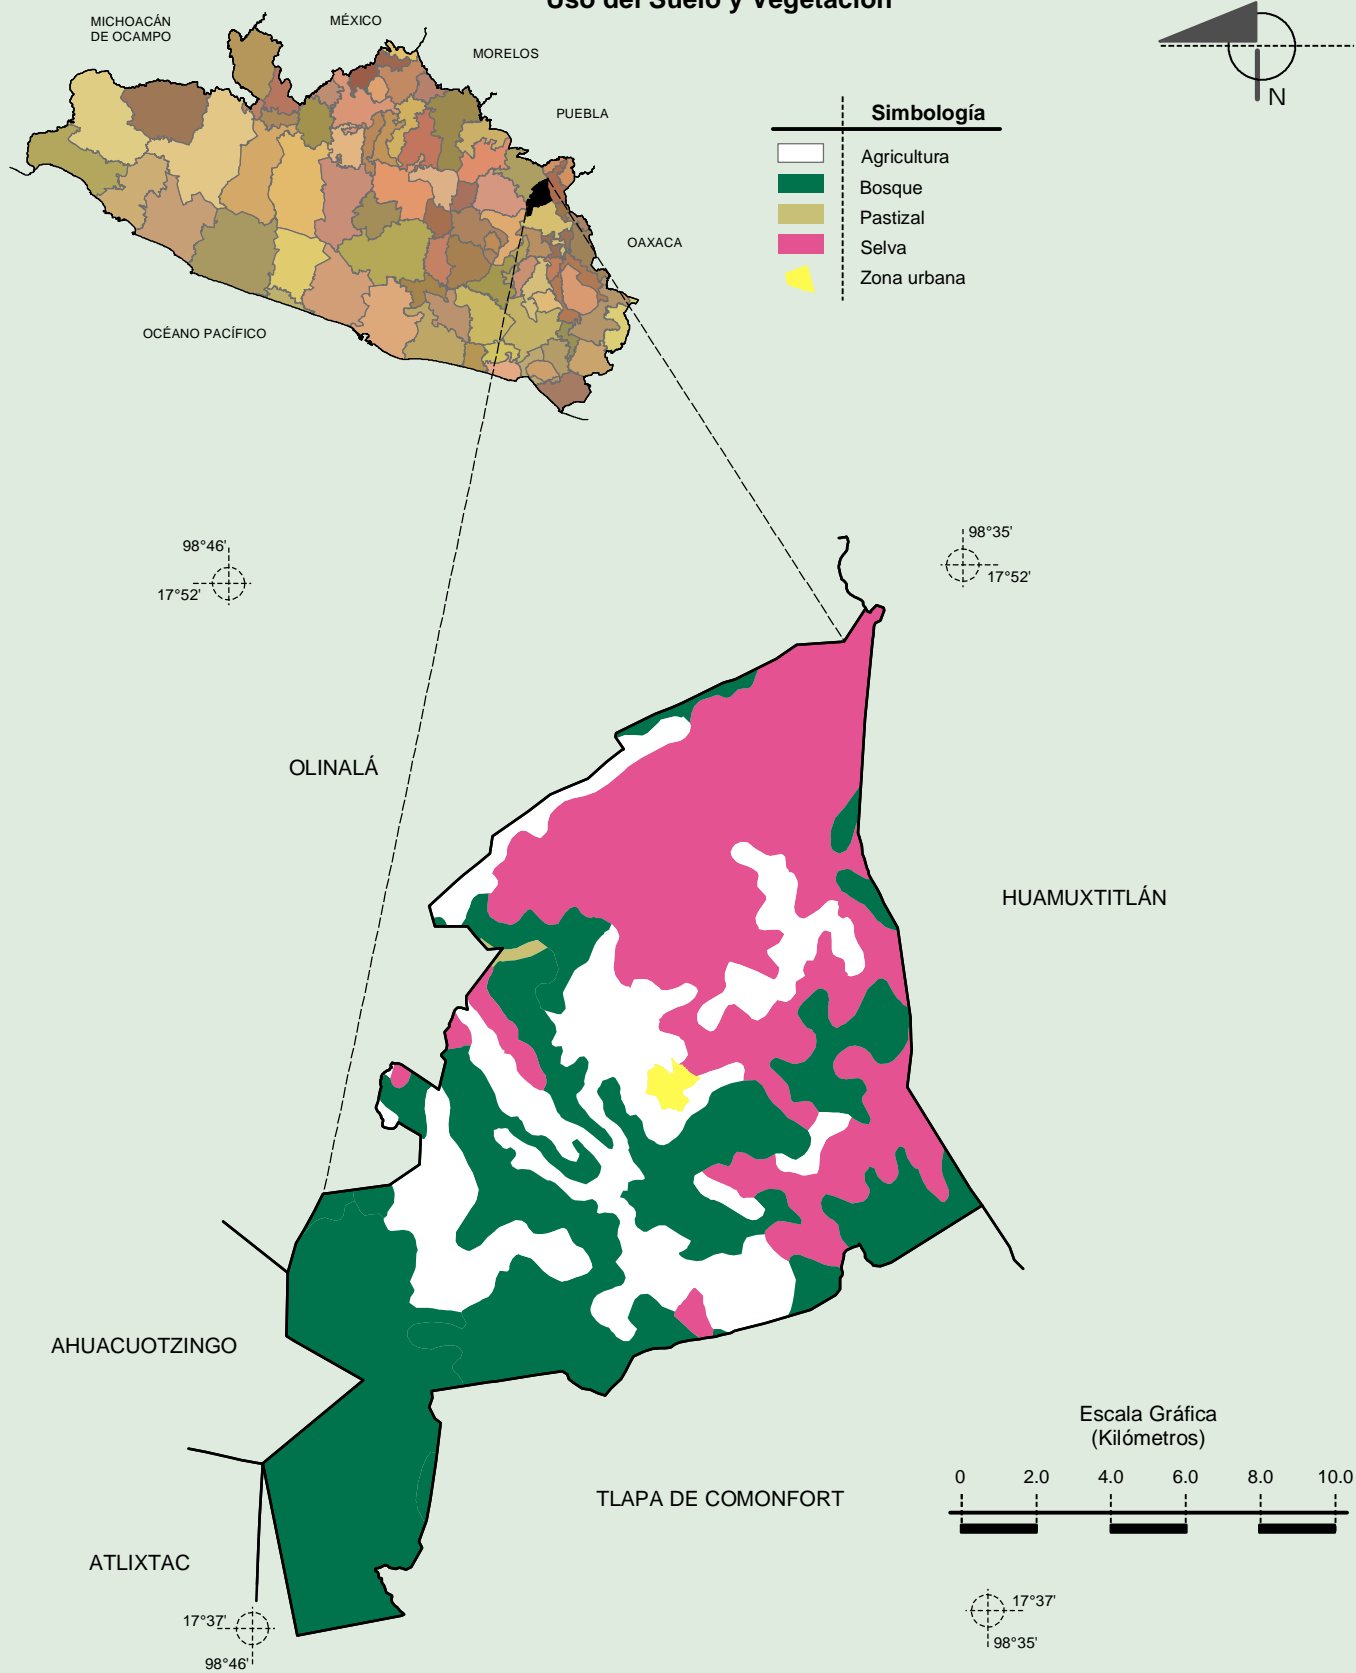 Uso del Suelo y Vegetación
MICHOACÁN
DE OCAMPO
MÉXICO
MORELOS
PUEBLA
OAXACA
OCÉANO PACÍFICO
N
Simbología
Agricultura
Bosque
Pastizal
Selva
Zona urbana
98°46'
17°52'
98°35'
17°52'
OLINALÁ
HUAMUXTITLÁN
AHUACUOTZINGO
TLAPA DE COMONFORT
ATLIXTAC
Escala Gráfica
(Kilómetros)
0 2.0 4.0 6.0 8.0 10.0
17°37'
98°46'
17°37'
98°35'